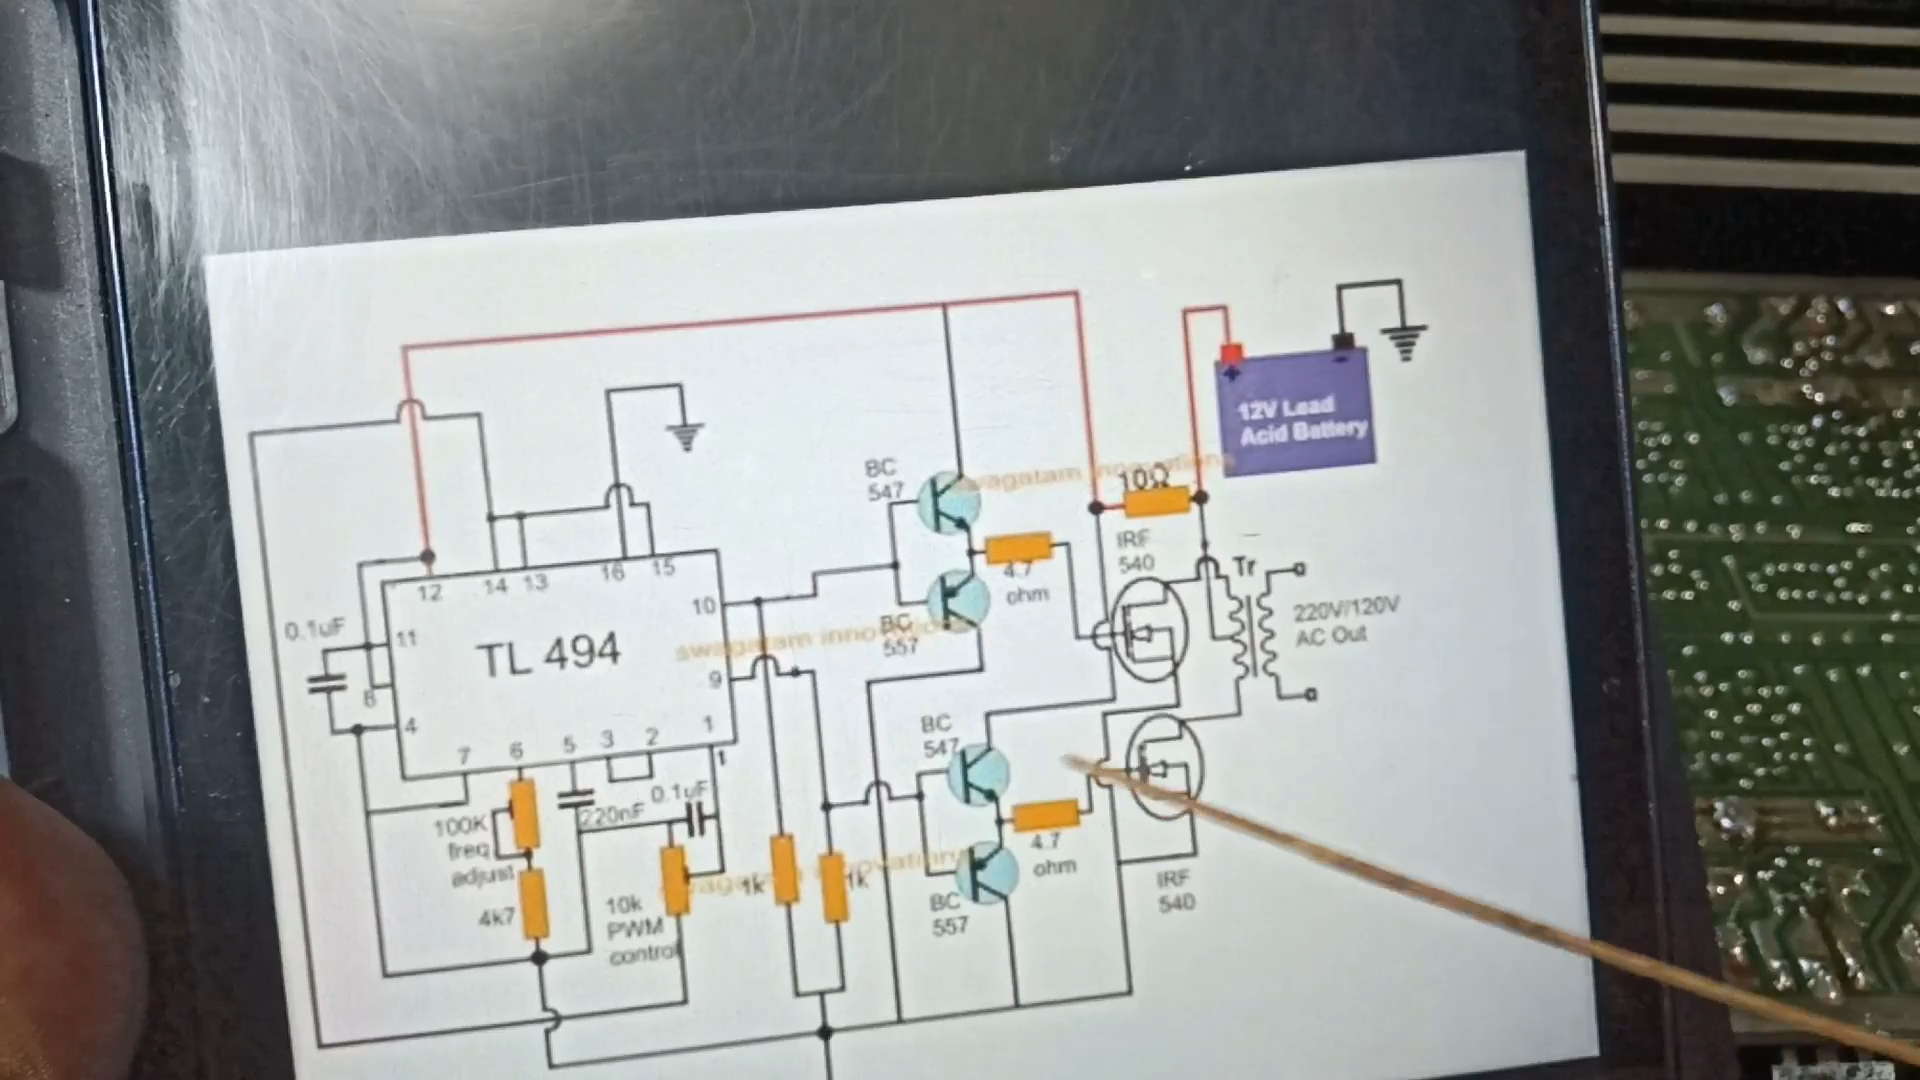 12V Lead
Acid Battery
+
-
BC
547
swagatam innovations
10Ω
IRF
540
Tr
4.7
ohm
220V/120V
AC Out
12
14
13
16
15
10
0.1uF
11
TL 494
swagatam innovations
BC
557
9
8
4
1
7
6
5
3
2
1
BC
547
0.1uF
220nF
100K
freq
adjust
4.7
ohm
1k
1k
swagatam innovations
4k7
10k
PWM
control
BC
557
IRF
540